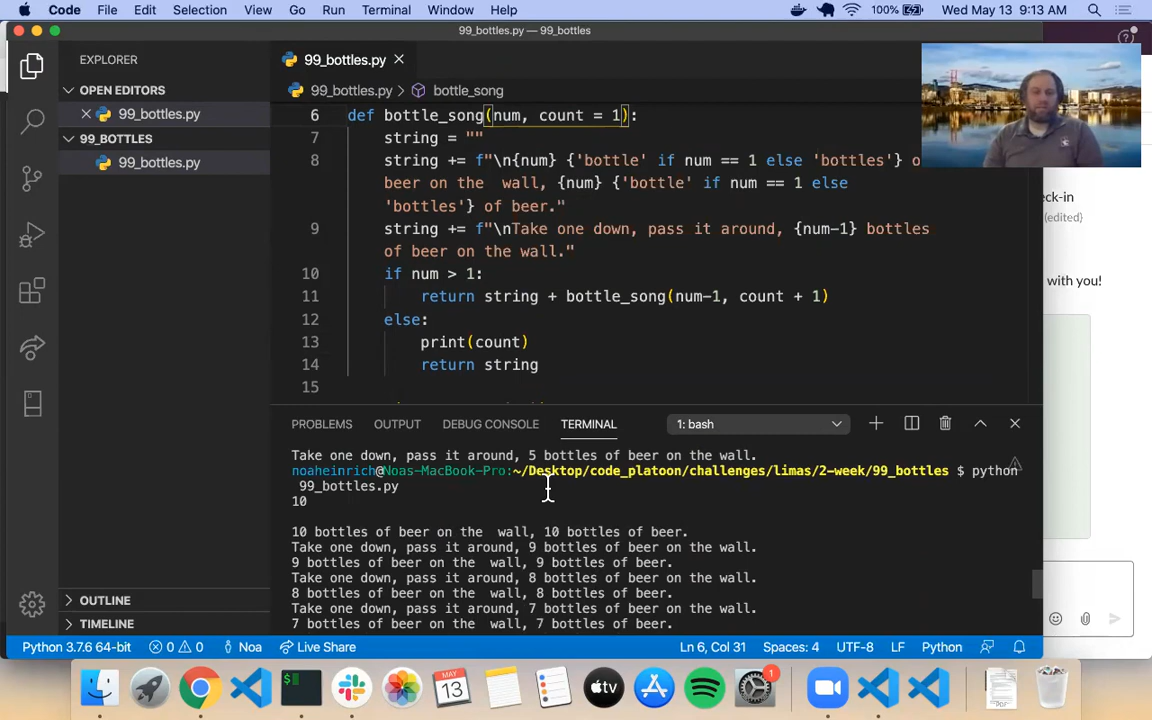 Code File Edit Selection View Go Run Terminal Window Help 100% Wed May 13 9:13 AM
99_bottles.py — 99_bottles
EXPLORER
OPEN EDITORS
99_bottles.py
99_BOTTLES
99_bottles.py
OUTLINE
TIMELINE
99_bottles.py
99_bottles.py > bottle_song
6 def bottle_song(num, count = 1):
7 string = ""
8 string += f"\n{num} {'bottle' if num == 1 else 'bottles'} o
beer on the  wall, {num} {'bottle' if num == 1 else
'bottles'} of beer."
9 string += f"\nTake one down, pass it around, {num-1} bottles
of beer on the wall."
10 if num > 1:
11 return string + bottle_song(num-1, count + 1)
12 else:
13 print(count)
14 return string
15
PROBLEMS OUTPUT DEBUG CONSOLE TERMINAL 1: bash
Take one down, pass it around, 5 bottles of beer on the wall.
noaheinrich@Noas-MacBook-Pro:~/Desktop/code_platoon/challenges/limas/2-week/99_bottles $ python
99_bottles.py
10
10 bottles of beer on the  wall, 10 bottles of beer.
Take one down, pass it around, 9 bottles of beer on the wall.
9 bottles of beer on the  wall, 9 bottles of beer.
Take one down, pass it around, 8 bottles of beer on the wall.
8 bottles of beer on the  wall, 8 bottles of beer.
Take one down, pass it around, 7 bottles of beer on the wall.
7 bottles of beer on the  wall, 7 bottles of beer.
eck-in
(edited)
with you!
Python 3.7.6 64-bit 0 0 Noa Live Share Ln 6, Col 31 Spaces: 4 UTF-8 LF Python
MAY
13
tv
1